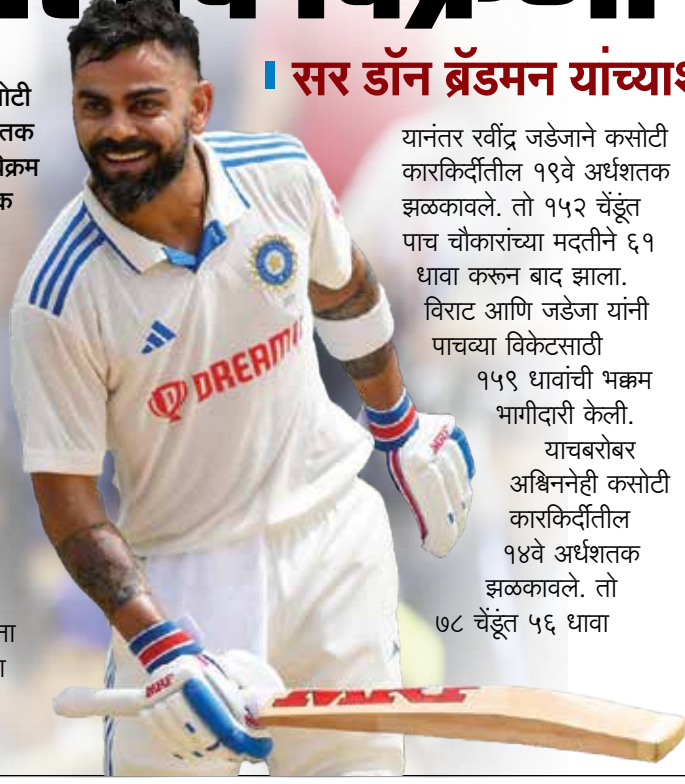 सर डॉन ब्रॅडमन
यानंतर रवींद्र जडेजाने कसोटी
कारकिर्दीतील १९वे अर्धशतक
झळकावले. तो १५२ चेंडूंत
पाच चौकारांच्या मदतीने ६१
धावा करून बाद झाला.
विराट आणि जडेजा यांनी
पाचव्या विकेटसाठी
१५९ धावांची भक्कम
भागीदारी केली.
याचबरोबर
अश्विननेही कसोटी
कारकिर्दीतील
१४वे अर्धशतक
झळकावले. तो
७८ चेंडूंत ५६ धावा
DREAM